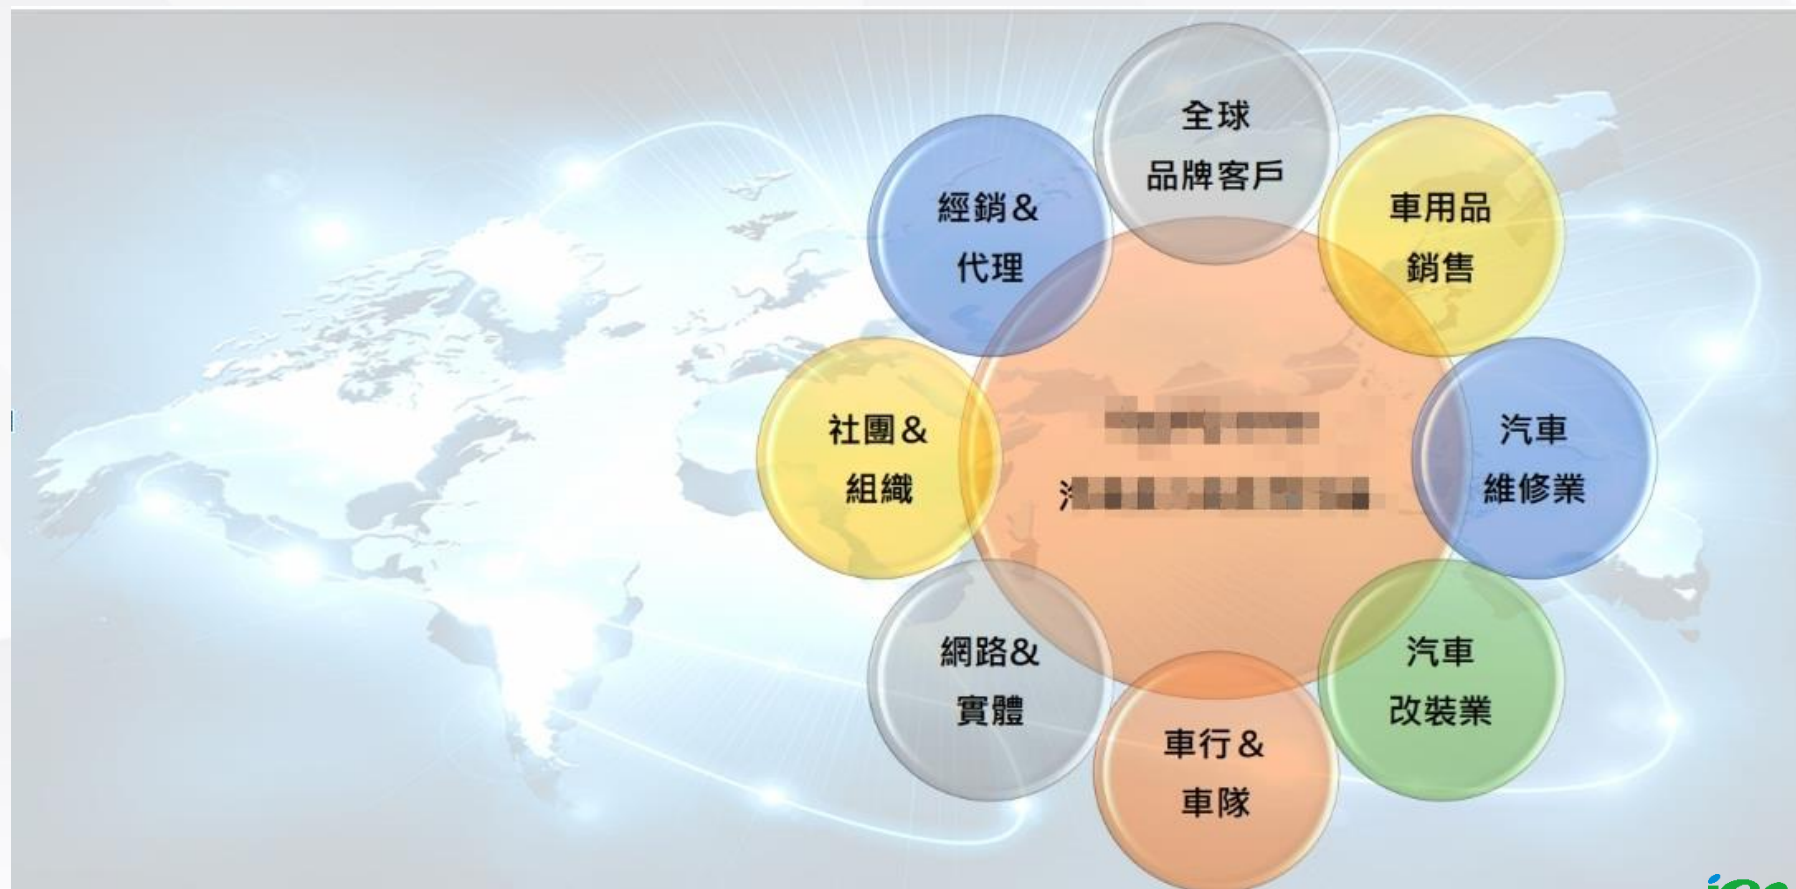 全球
品牌客戶
車用品
銷售
汽車
維修業
汽車
改裝業
車行&
車隊
網路&
實體
社團&
組織
經銷&
代理